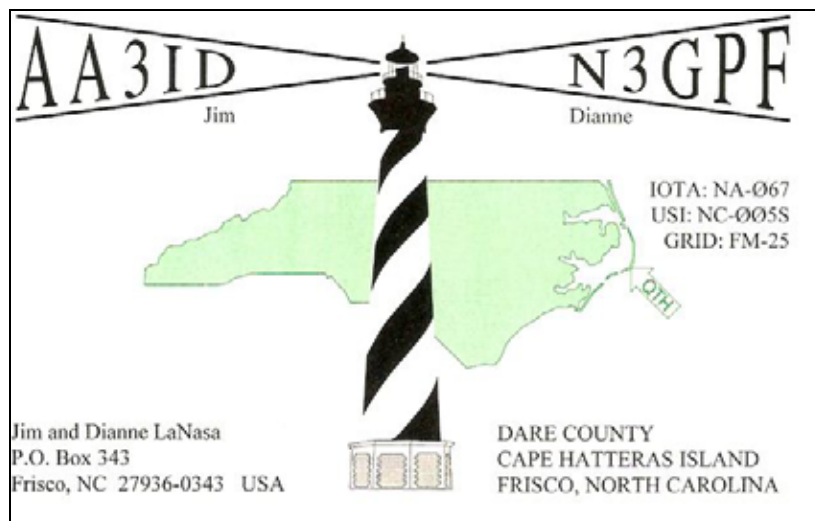 AA3ID
Jim
N3GPF
Dianne
IOTA: NA-Ø67
USI: NC-ØØ5S
GRID: FM-25
QTH
Jim and Dianne LaNasa
P.O. Box 343
Frisco, NC 27936-0343 USA
DARE COUNTY
CAPE HATTERAS ISLAND
FRISCO, NORTH CAROLINA